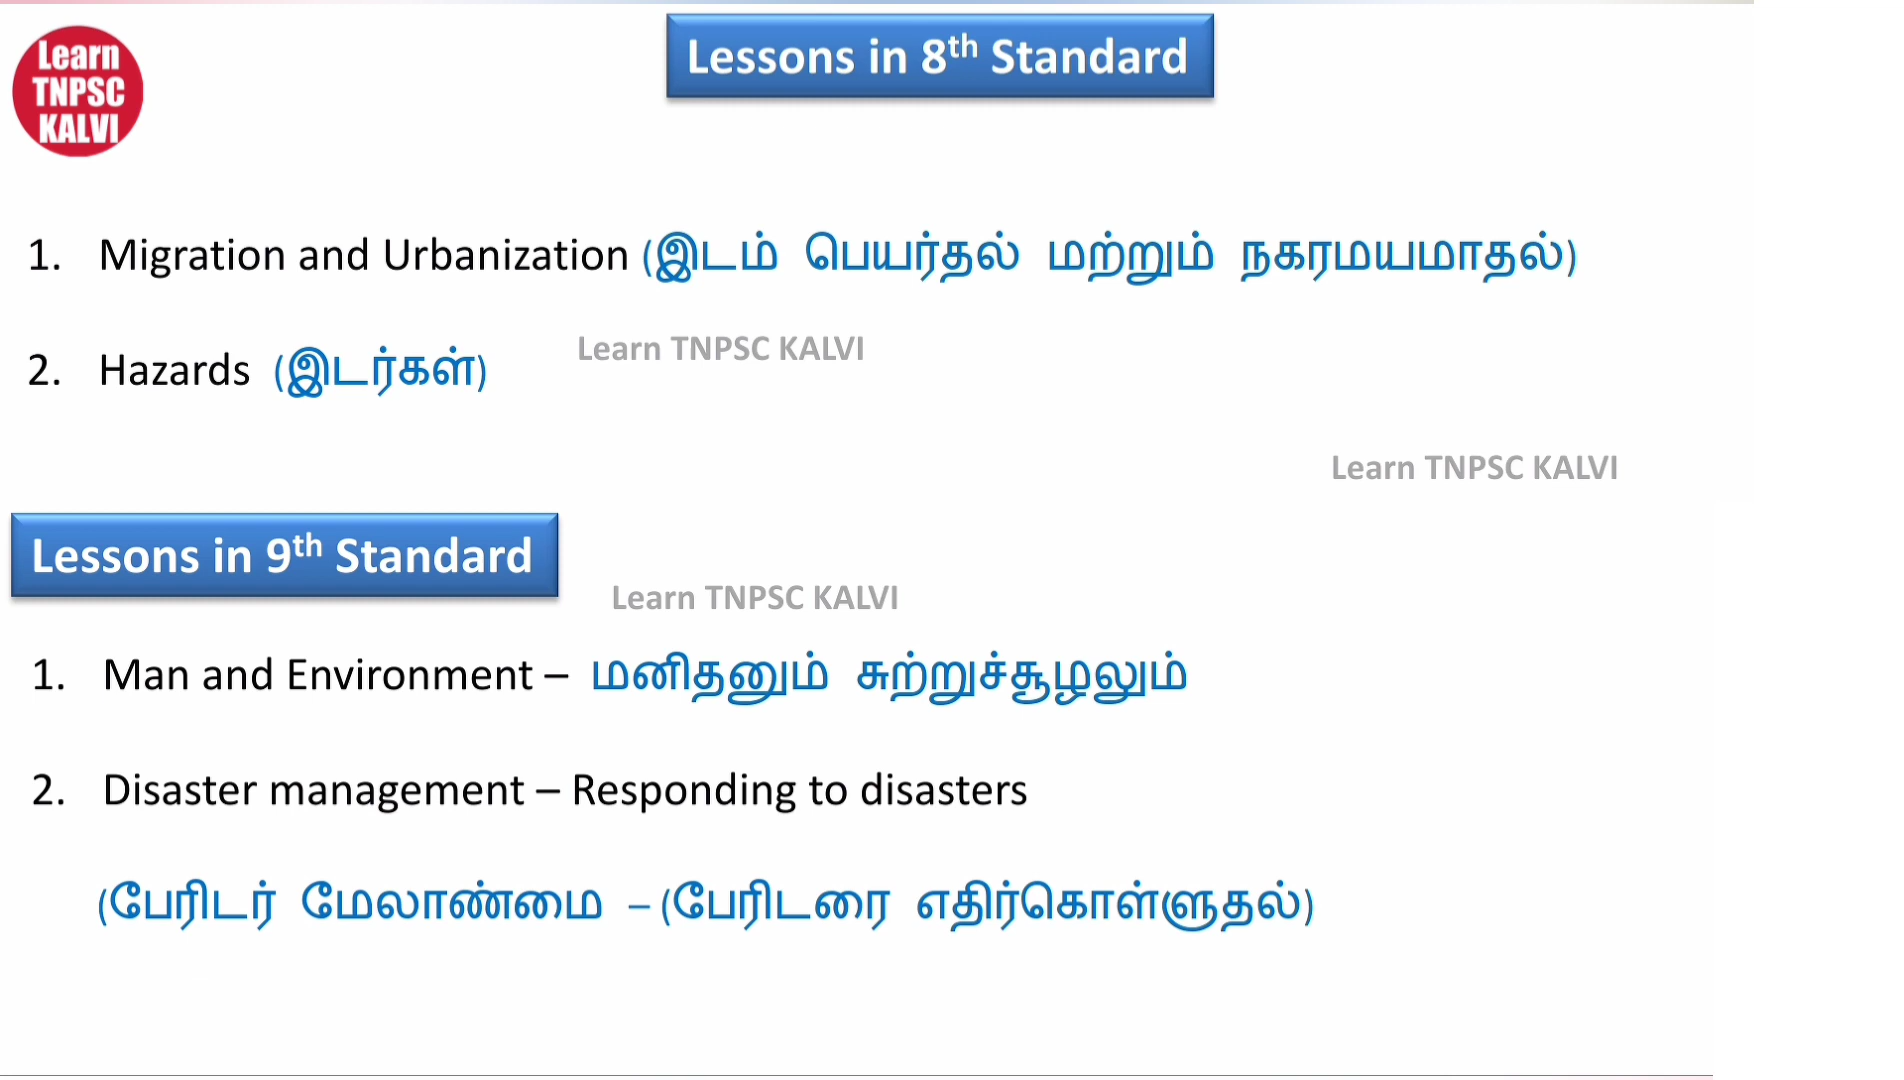 Learn
TNPSC
KALVI
Lessons in 8th Standard
1. Migration and Urbanization (இடம் பெயர்தல் மற்றும் நகரமயமாதல்)
Learn TNPSC KALVI
2. Hazards (இடர்கள்)
Learn TNPSC KALVI
Lessons in 9th Standard
Learn TNPSC KALVI
1. Man and Environment – மனிதனும் சுற்றுச்சூழலும்
2. Disaster management – Responding to disasters
(பேரிடர் மேலாண்மை – (பேரிடரை எதிர்கொள்ளுதல்)